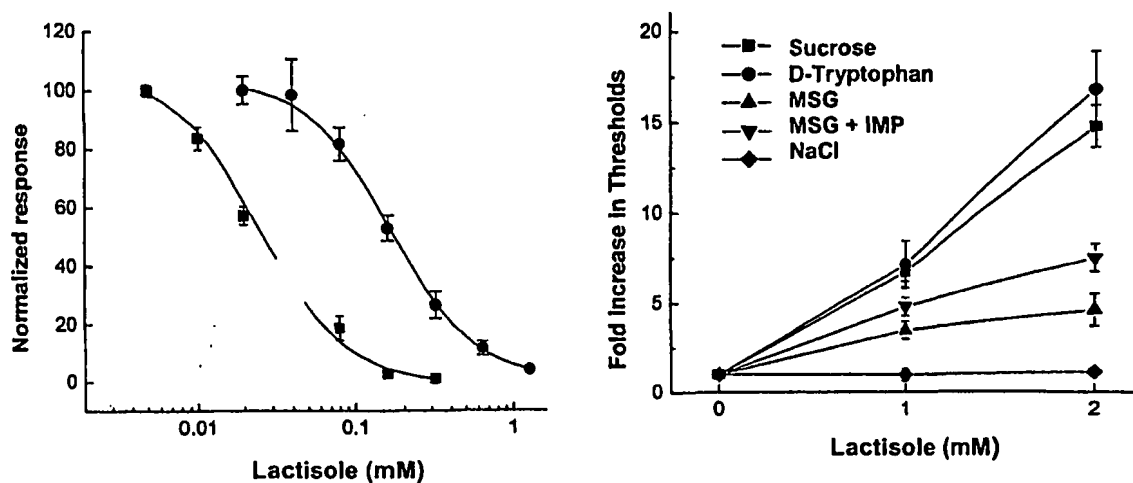 Normalized response
120
100
80
60
40
20
0
0.01
0.1
1
Lactisole (mM)
Fold Increase in Thresholds
20
15
10
5
0
Sucrose
D-Tryptophan
MSG
MSG + IMP
NaCl
0
1
2
Lactisole (mM)